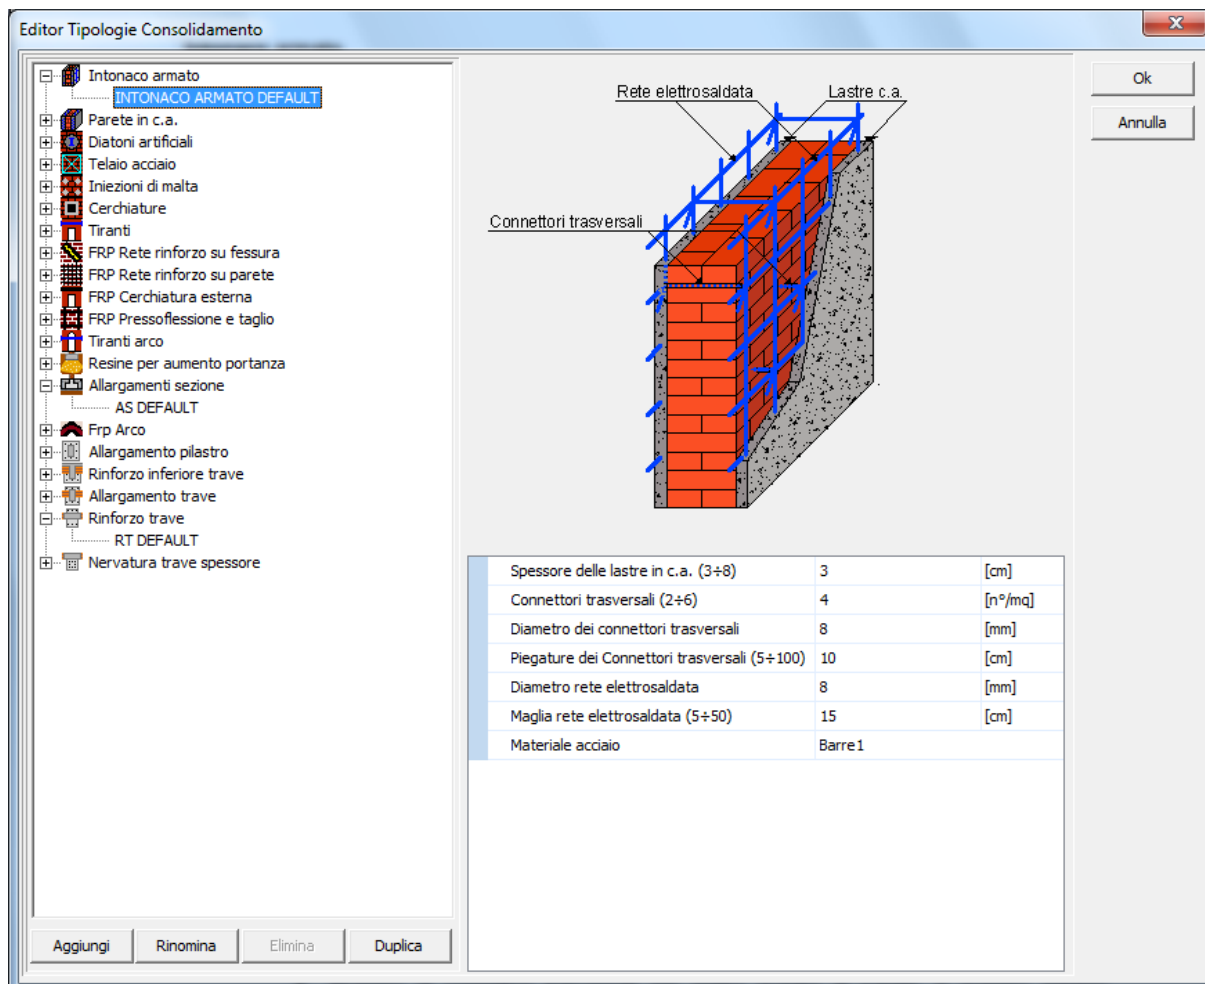 Editor Tipologie Consolidamento
Intonaco armato
INTONACO ARMATO DEFAULT
Parete in c.a.
Diatoni artificiali
Telaio acciaio
Iniezioni di malta
Cerchiature
Tiranti
FRP Rete rinforzo su fessura
FRP Rete rinforzo su parete
FRP Cerchiatura esterna
FRP Pressoflessione e taglio
Tiranti arco
Resine per aumento portanza
Allargamenti sezione
AS DEFAULT
Frp Arco
Allargamento pilastro
Rinforzo inferiore trave
Allargamento trave
Rinforzo trave
RT DEFAULT
Nervatura trave spessore
Aggiungi Rinomina Elimina Duplica
Rete elettrosaldata Lastre c.a.
Connettori trasversali
Spessore delle lastre in c.a. (3÷8) 3 [cm]
Connettori trasversali (2÷6) 4 [n°/mq]
Diametro dei connettori trasversali 8 [mm]
Piegature dei Connettori trasversali (5÷100) 10 [cm]
Diametro rete elettrosaldata 8 [mm]
Maglia rete elettrosaldata (5÷50) 15 [cm]
Materiale acciaio Barre1
Ok
Annulla